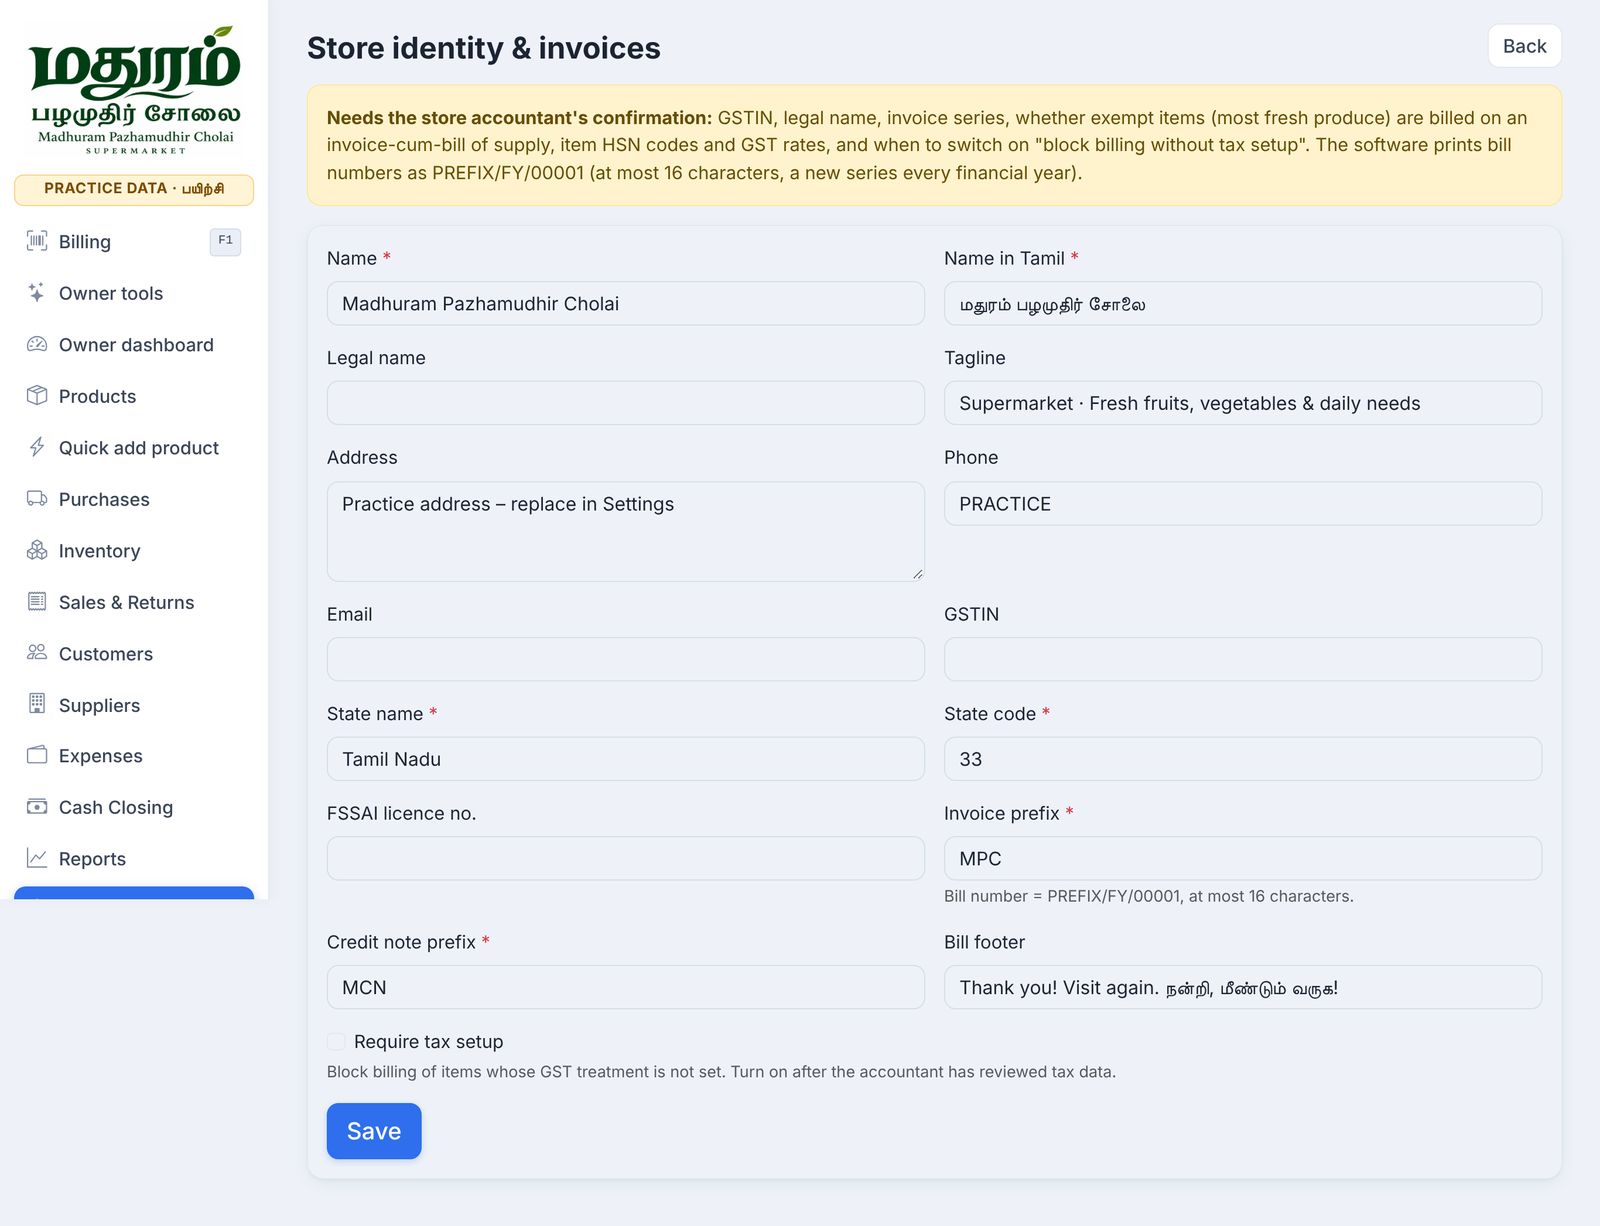 மதுரம்
பழமுதிர் சோலை
Madhuram Pazhamudhir Cholai
SUPERMARKET
PRACTICE DATA · பயிற்சி
Billing F1
Owner tools
Owner dashboard
Products
Quick add product
Purchases
Inventory
Sales & Returns
Customers
Suppliers
Expenses
Cash Closing
Reports
Store identity & invoices
Back
Needs the store accountant's confirmation: GSTIN, legal name, invoice series, whether exempt items (most fresh produce) are billed on an
invoice-cum-bill of supply, item HSN codes and GST rates, and when to switch on "block billing without tax setup". The software prints bill
numbers as PREFIX/FY/00001 (at most 16 characters, a new series every financial year).
Name *
Madhuram Pazhamudhir Cholai
Name in Tamil *
மதுரம் பழமுதிர் சோலை
Legal name
Tagline
Supermarket · Fresh fruits, vegetables & daily needs
Address
Practice address – replace in Settings
Phone
PRACTICE
Email
GSTIN
State name *
Tamil Nadu
State code *
33
FSSAI licence no.
Invoice prefix *
MPC
Bill number = PREFIX/FY/00001, at most 16 characters.
Credit note prefix *
MCN
Bill footer
Thank you! Visit again. நன்றி, மீண்டும் வருக!
Require tax setup
Block billing of items whose GST treatment is not set. Turn on after the accountant has reviewed tax data.
Save